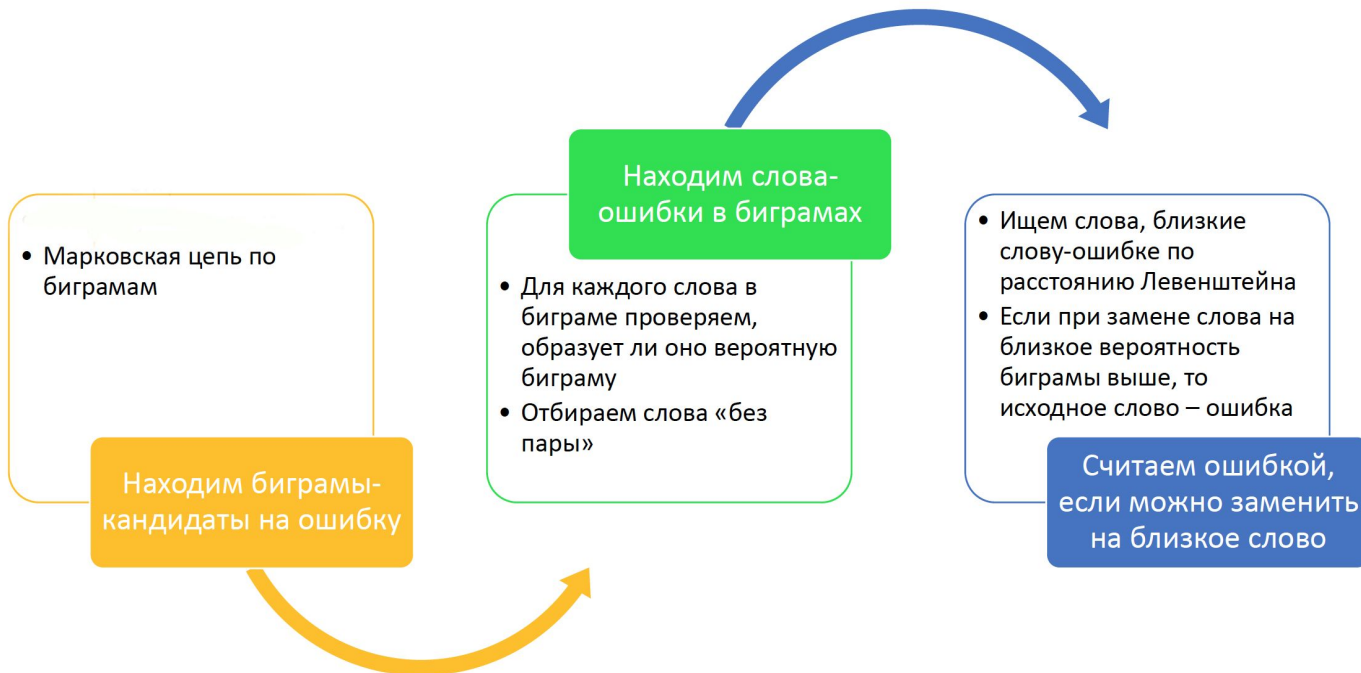 • Марковская цепь по
биграмам
Находим биграмы-
кандидаты на ошибку
Находим слова-
ошибки в биграмах
• Для каждого слова в
биграме проверяем,
образует ли оно вероятную
биграму
• Отбираем слова «без
пары»
• Ищем слова, близкие
слову-ошибке по
расстоянию Левенштейна
• Если при замене слова на
близкое вероятность
биграмы выше, то
исходное слово – ошибка
Считаем ошибкой,
если можно заменить
на близкое слово